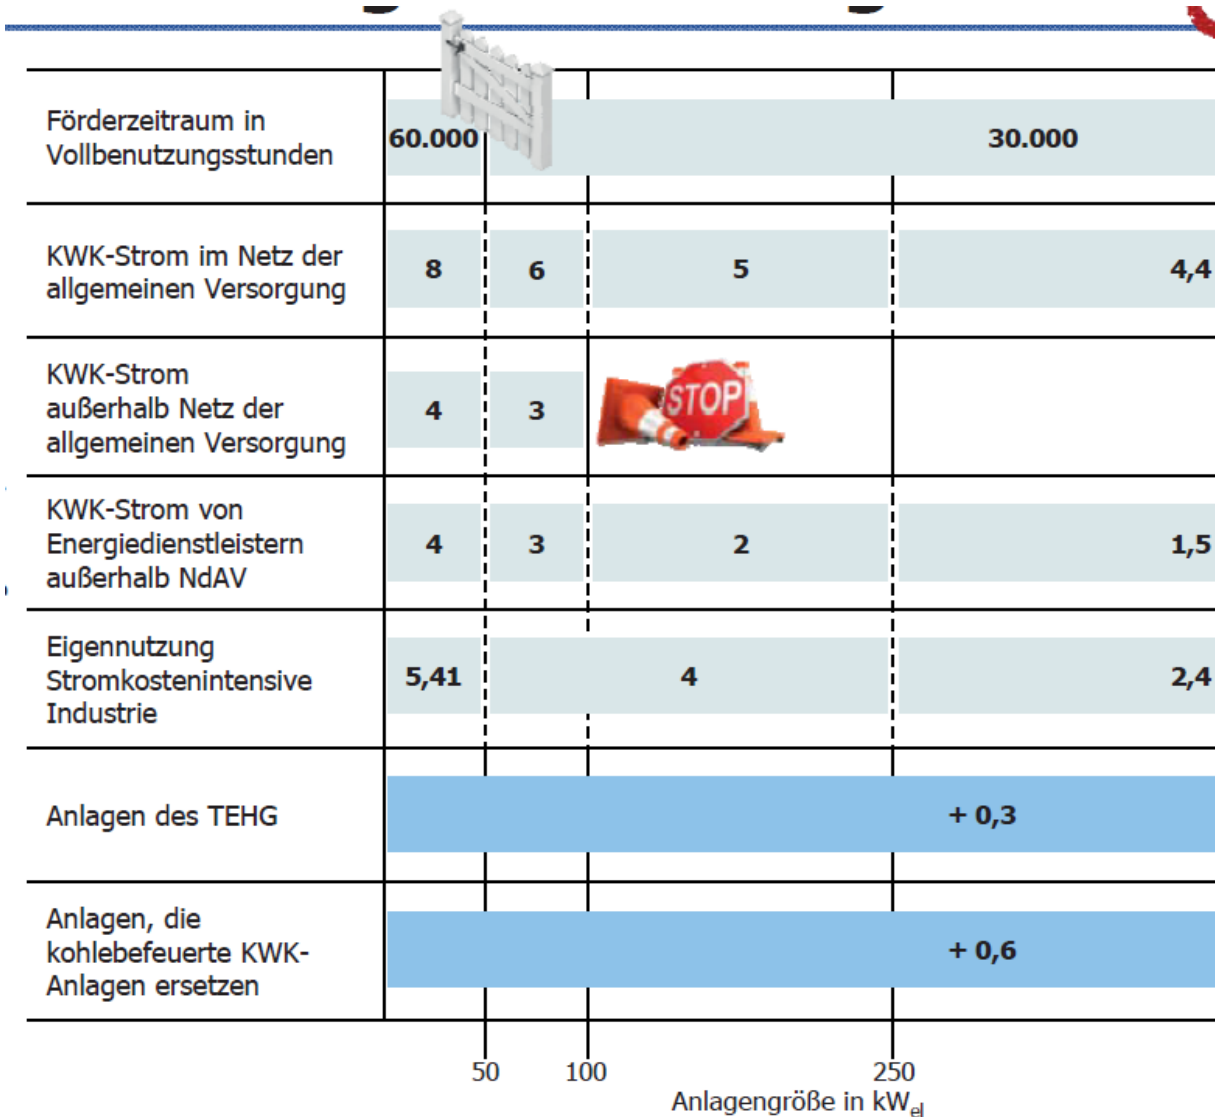 Förderzeitraum in
Vollbenutzungsstunden
60.000
30.000
KWK-Strom im Netz der
allgemeinen Versorgung
8
6
5
4,4
KWK-Strom
außerhalb Netz der
allgemeinen Versorgung
4
3
STOP
KWK-Strom von
Energiedienstleistern
außerhalb NdAV
4
3
2
1,5
Eigennutzung
Stromkostenintensive
Industrie
5,41
4
2,4
Anlagen des TEHG
+ 0,3
Anlagen, die
kohlebefeuerte KWK-
Anlagen ersetzen
+ 0,6
50
100
250
Anlagengröße in kWel